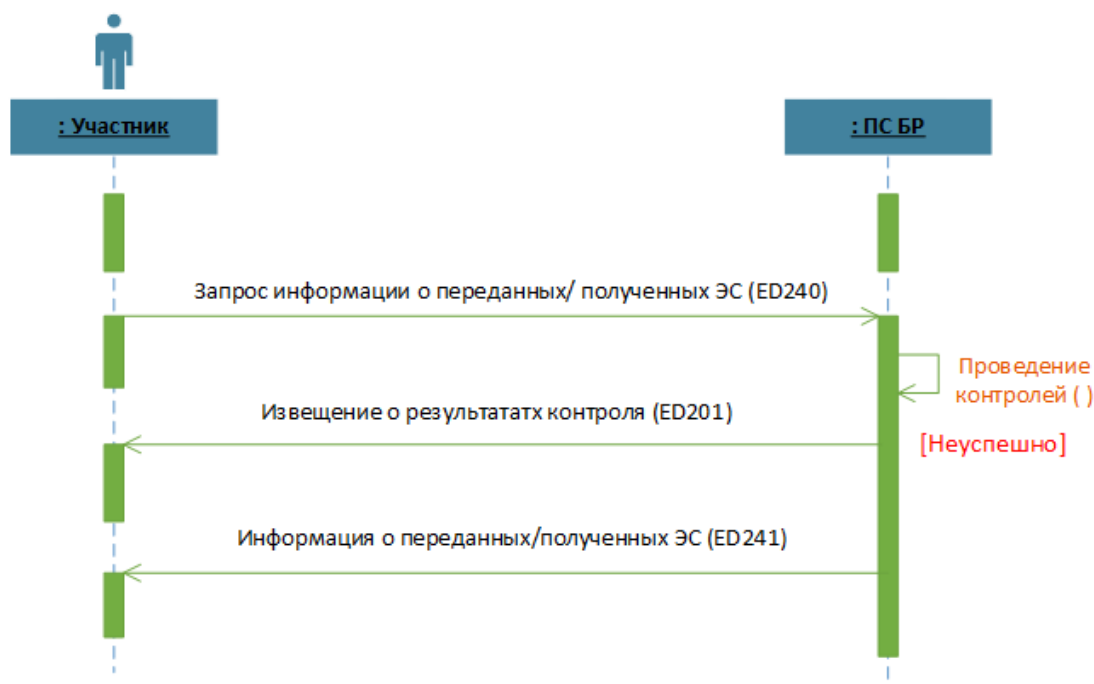 : Участник
: ПС БР
Запрос информации о переданных/ полученных ЭС (ED240)
Проведение
контролей ( )
Извещение о результататх контроля (ED201)
[Неуспешно]
Информация о переданных/полученных ЭС (ED241)